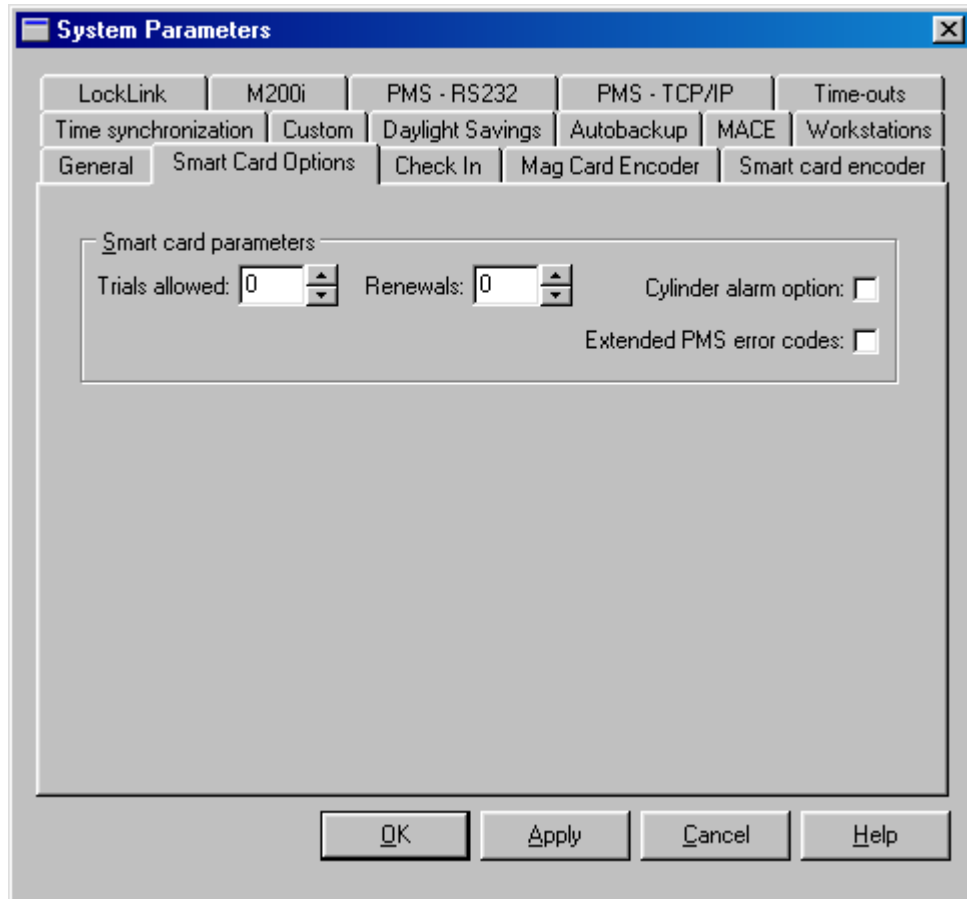 System Parameters
LockLink M200i PMS - RS232 PMS - TCP/IP Time-outs
Time synchronization Custom Daylight Savings Autobackup MACE Workstations
General Smart Card Options Check In Mag Card Encoder Smart card encoder
Smart card parameters
Trials allowed: 0 Renewals: 0 Cylinder alarm option:
Extended PMS error codes:
OK Apply Cancel Help